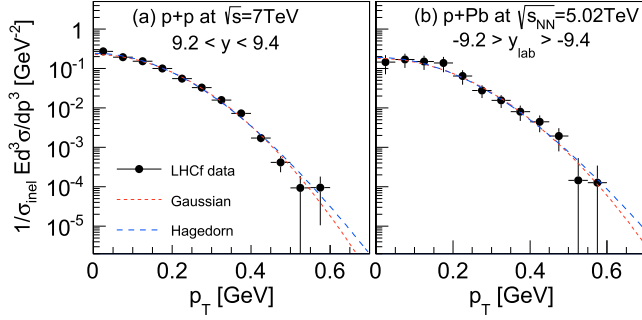 (a) p+p at √s=7TeV
9.2 < y < 9.4
(b) p+Pb at √sNN=5.02TeV
-9.2 > ylab > -9.4
1/σinel Ed³σ/dp³ [GeV⁻²]
1
10⁻¹
10⁻²
10⁻³
10⁻⁴
10⁻⁵
LHCf data
Gaussian
Hagedorn
0 0.2 0.4 0.6
0.2 0.4 0.6
pT [GeV]
pT [GeV]